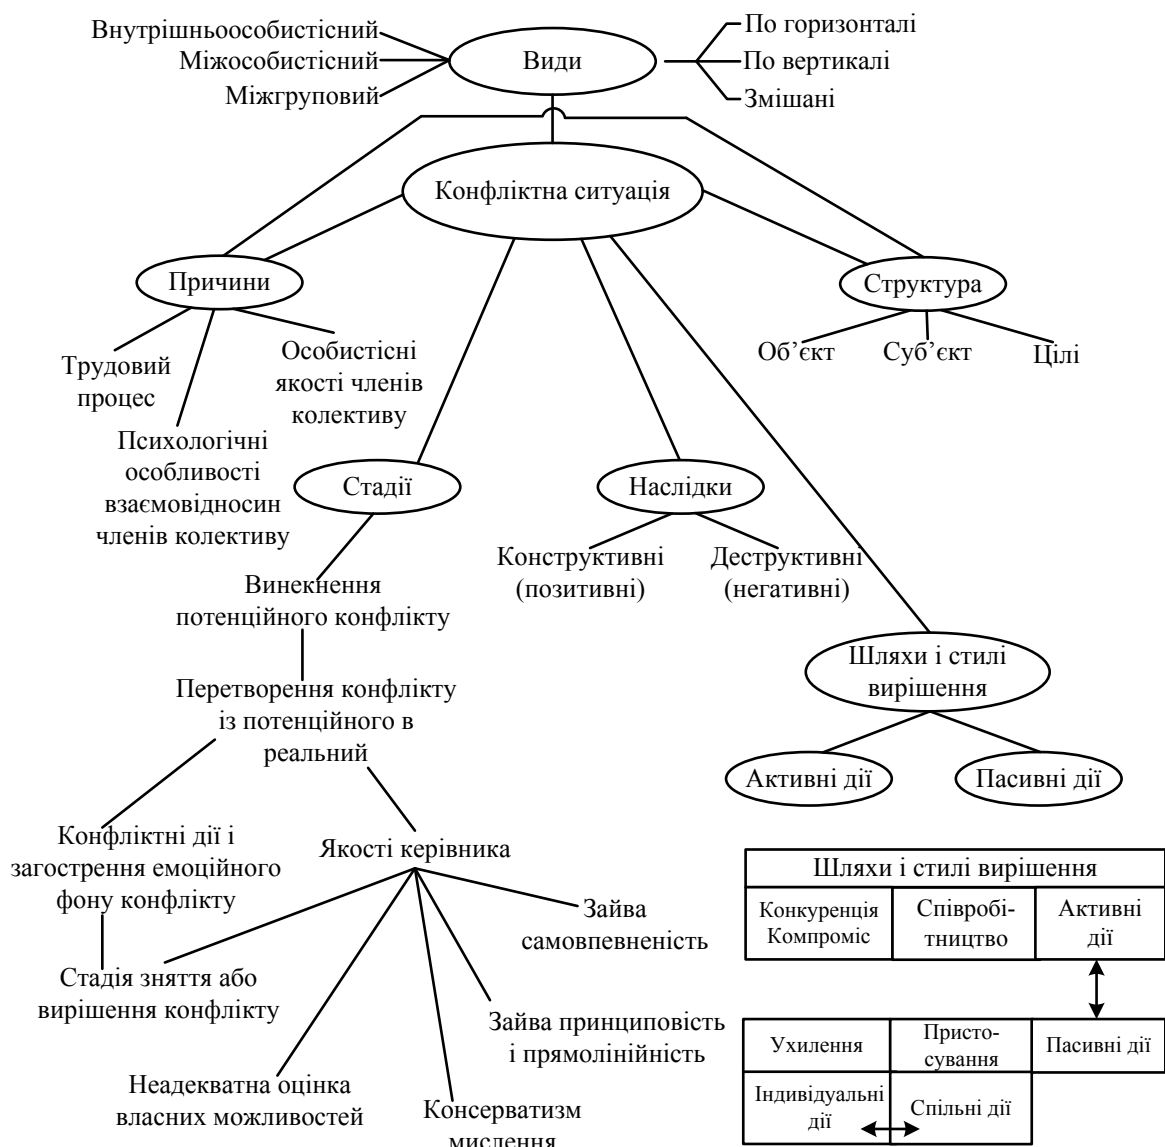 Внутрішньоособистісний
Міжособистісний
Міжгруповий
Види
По горизонталі
По вертикалі
Змішані
Конфліктна ситуація
Причини
Структура
Трудовий
процес
Особистісні
якості членів
колективу
Об’єкт
Суб’єкт
Цілі
Психологічні
особливості
взаємовідносин
членів колективу
Стадії
Наслідки
Конструктивні
(позитивні)
Деструктивні
(негативні)
Винекнення
потенційного конфлікту
Шляхи і стилі
вирішення
Перетворення конфлікту
із потенційного в
реальний
Активні дії
Пасивні дії
Конфліктні дії і
загострення емоційного
фону конфлікту
Якості керівника
Зайва
самовпевненість
Стадія зняття або
вирішення конфлікту
Зайва принциповість
і прямолінійність
Неадекватна оцінка
власних можливостей
Консерватизм
мислення
Шляхи і стилі вирішення
Конкуренція
Компроміс
Співробі-
тництво
Активні
дії
Ухилення
Присто-
сування
Пасивні дії
Індивідуальні
дії
Спільні дії